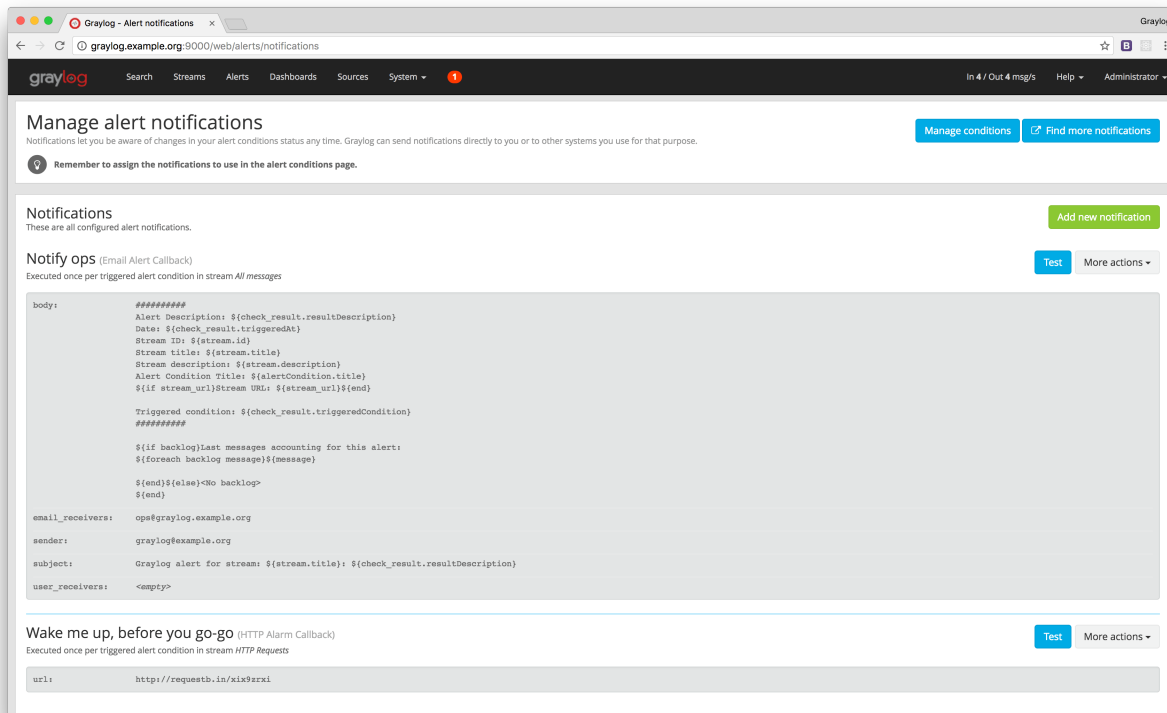 Graylog - Alert notifications
graylog.example.org:9000/web/alerts/notifications
graylog Search Streams Alerts Dashboards Sources System 1 In 4 / Out 4 msg/s Help Administrator
Manage alert notifications
Notifications let you be aware of changes in your alert conditions status any time. Graylog can send notifications directly to you or to other systems you use for that purpose.
Manage conditions Find more notifications
Remember to assign the notifications to use in the alert conditions page.
Notifications
These are all configured alert notifications.
Add new notification
Notify ops (Email Alert Callback)
Executed once per triggered alert condition in stream All messages
Test More actions
body: ##########
Alert Description: ${check_result.resultDescription}
Date: ${check_result.triggeredAt}
Stream ID: ${stream.id}
Stream title: ${stream.title}
Stream description: ${stream.description}
Alert Condition Title: ${alertCondition.title}
${if stream_url}Stream URL: ${stream_url}${end}
Triggered condition: ${check_result.triggeredCondition}
##########
${if backlog}Last messages accounting for this alert:
${foreach backlog message}${message}
${end}${else}<No backlog>
${end}
email_receivers: ops@graylog.example.org
sender: graylog@example.org
subject: Graylog alert for stream: ${stream.title}: ${check_result.resultDescription}
user_receivers: <empty>
Wake me up, before you go-go (HTTP Alarm Callback)
Executed once per triggered alert condition in stream HTTP Requests
Test More actions
url: http://requestb.in/xix9zrxi